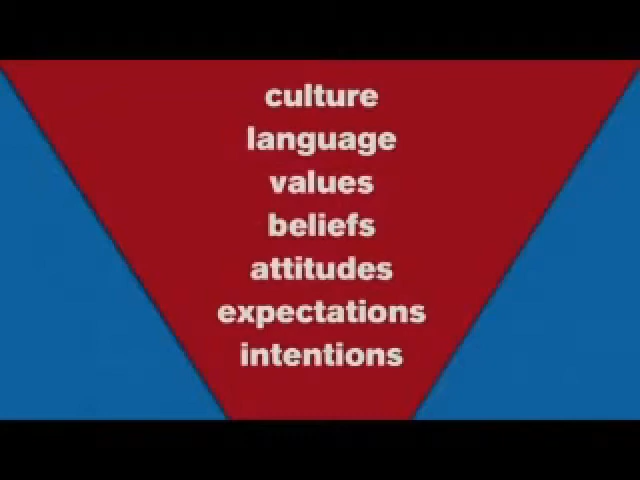 culture
language
values
beliefs
attitudes
expectations
intentions